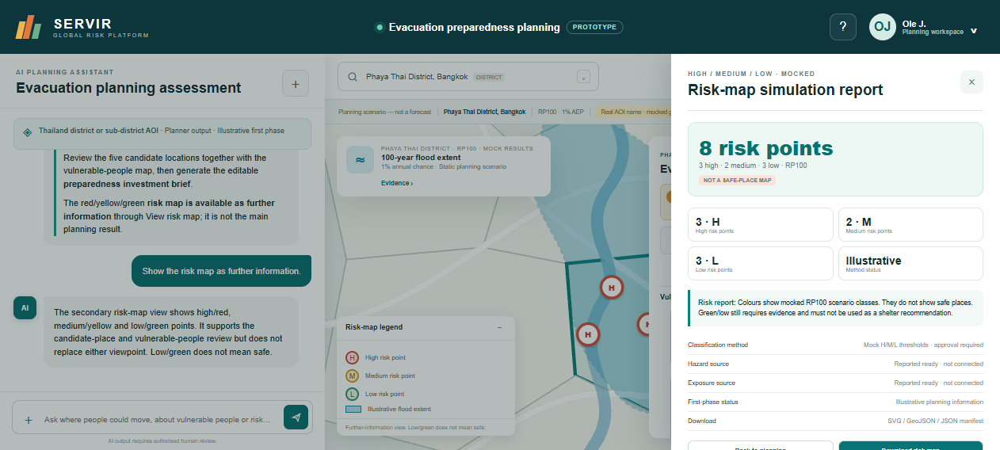 SERVIR
GLOBAL RISK PLATFORM
Evacuation preparedness planning
PROTOTYPE
?
OJ
Ole J.
Planning workspace
AI PLANNING ASSISTANT
Evacuation planning assessment
+
Thailand district or sub-district AOI · Planner output · Illustrative first phase
Review the five candidate locations together with the
vulnerable-people map, then generate the editable
preparedness investment brief.
The red/yellow/green risk map is available as further
information through View risk map; it is not the main
planning result.
Show the risk map as further information.
AI
The secondary risk-map view shows high/red,
medium/yellow and low/green points. It supports the
candidate-place and vulnerable-people review but does not
replace either viewpoint. Low/green does not mean safe.
+
Ask where people could move, about vulnerable people or risk...
AI output requires authorised human review.
Phaya Thai District, Bangkok
DISTRICT
Planning scenario — not a forecast
Phaya Thai District, Bangkok
RP100 · 1% AEP
Real AOI name · mocked g
PHAYA THAI DISTRICT · RP100 · MOCK RESULTS
100-year flood extent
1% annual chance · Static planning scenario
Evidence ›
H
H
H
Risk-map legend
–
H High risk point
M Medium risk point
L Low risk point
Illustrative flood extent
Further-information view. Low/green does not mean safe.
PHA
Ev
Vul
HIGH / MEDIUM / LOW · MOCKED
Risk-map simulation report
×
8 risk points
3 high · 2 medium · 3 low · RP100
NOT A SAFE-PLACE MAP
3 · H
High risk points
2 · M
Medium risk points
3 · L
Low risk points
Illustrative
Method status
Risk report: Colours show mocked RP100 scenario classes. They do not show safe places.
Green/low still requires evidence and must not be used as a shelter recommendation.
Classification method Mock H/M/L thresholds · approval required
Hazard source Reported ready · not connected
Exposure source Reported ready · not connected
First-phase status Illustrative planning information
Download SVG / GeoJSON / JSON manifest
Back to planning
Download risk map